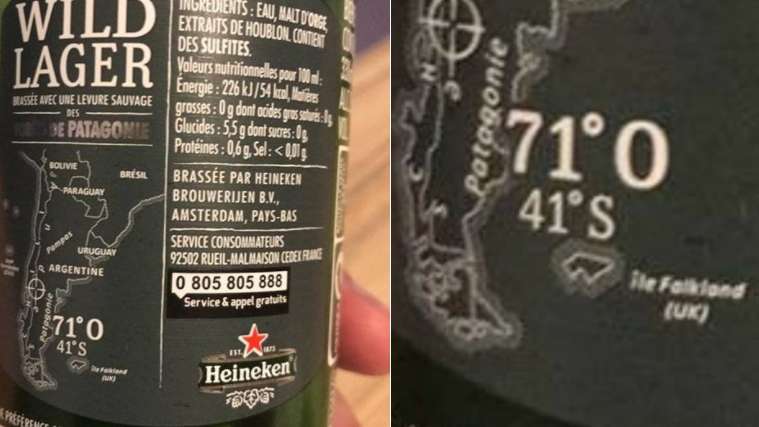 WILD
LAGER
BRASSÉE AVEC UNE LEVURE SAUVAGE
DES
DE PATAGONIE
BOLIVIE
BRÉSIL
PARAGUAY
Pampas
URUGUAY
ARGENTINE
Patagonie
71° O
41° S
île Falkland
(UK)
INGRÉDIENTS : EAU, MALT D'ORGE,
EXTRAITS DE HOUBLON. CONTIENT
DES SULFITES.
Valeurs nutritionnelles pour 100 ml :
Énergie : 226 kJ / 54 kcal, Matières
grasses : 0 g dont acides gras saturés : 0g,
Glucides : 5,5 g dont sucres : 0g,
Protéines : 0,6 g, Sel : < 0,01 g.
BRASSÉE PAR HEINEKEN
BROUWERIJEN B.V.,
AMSTERDAM, PAYS-BAS
SERVICE CONSOMMATEURS
92502 RUEIL-MALMAISON CEDEX FRANCE
0 805 805 888
Service & appel gratuits
EST. 1873
Heineken
Patagonie
71° O
41° S
île Falkland
(UK)